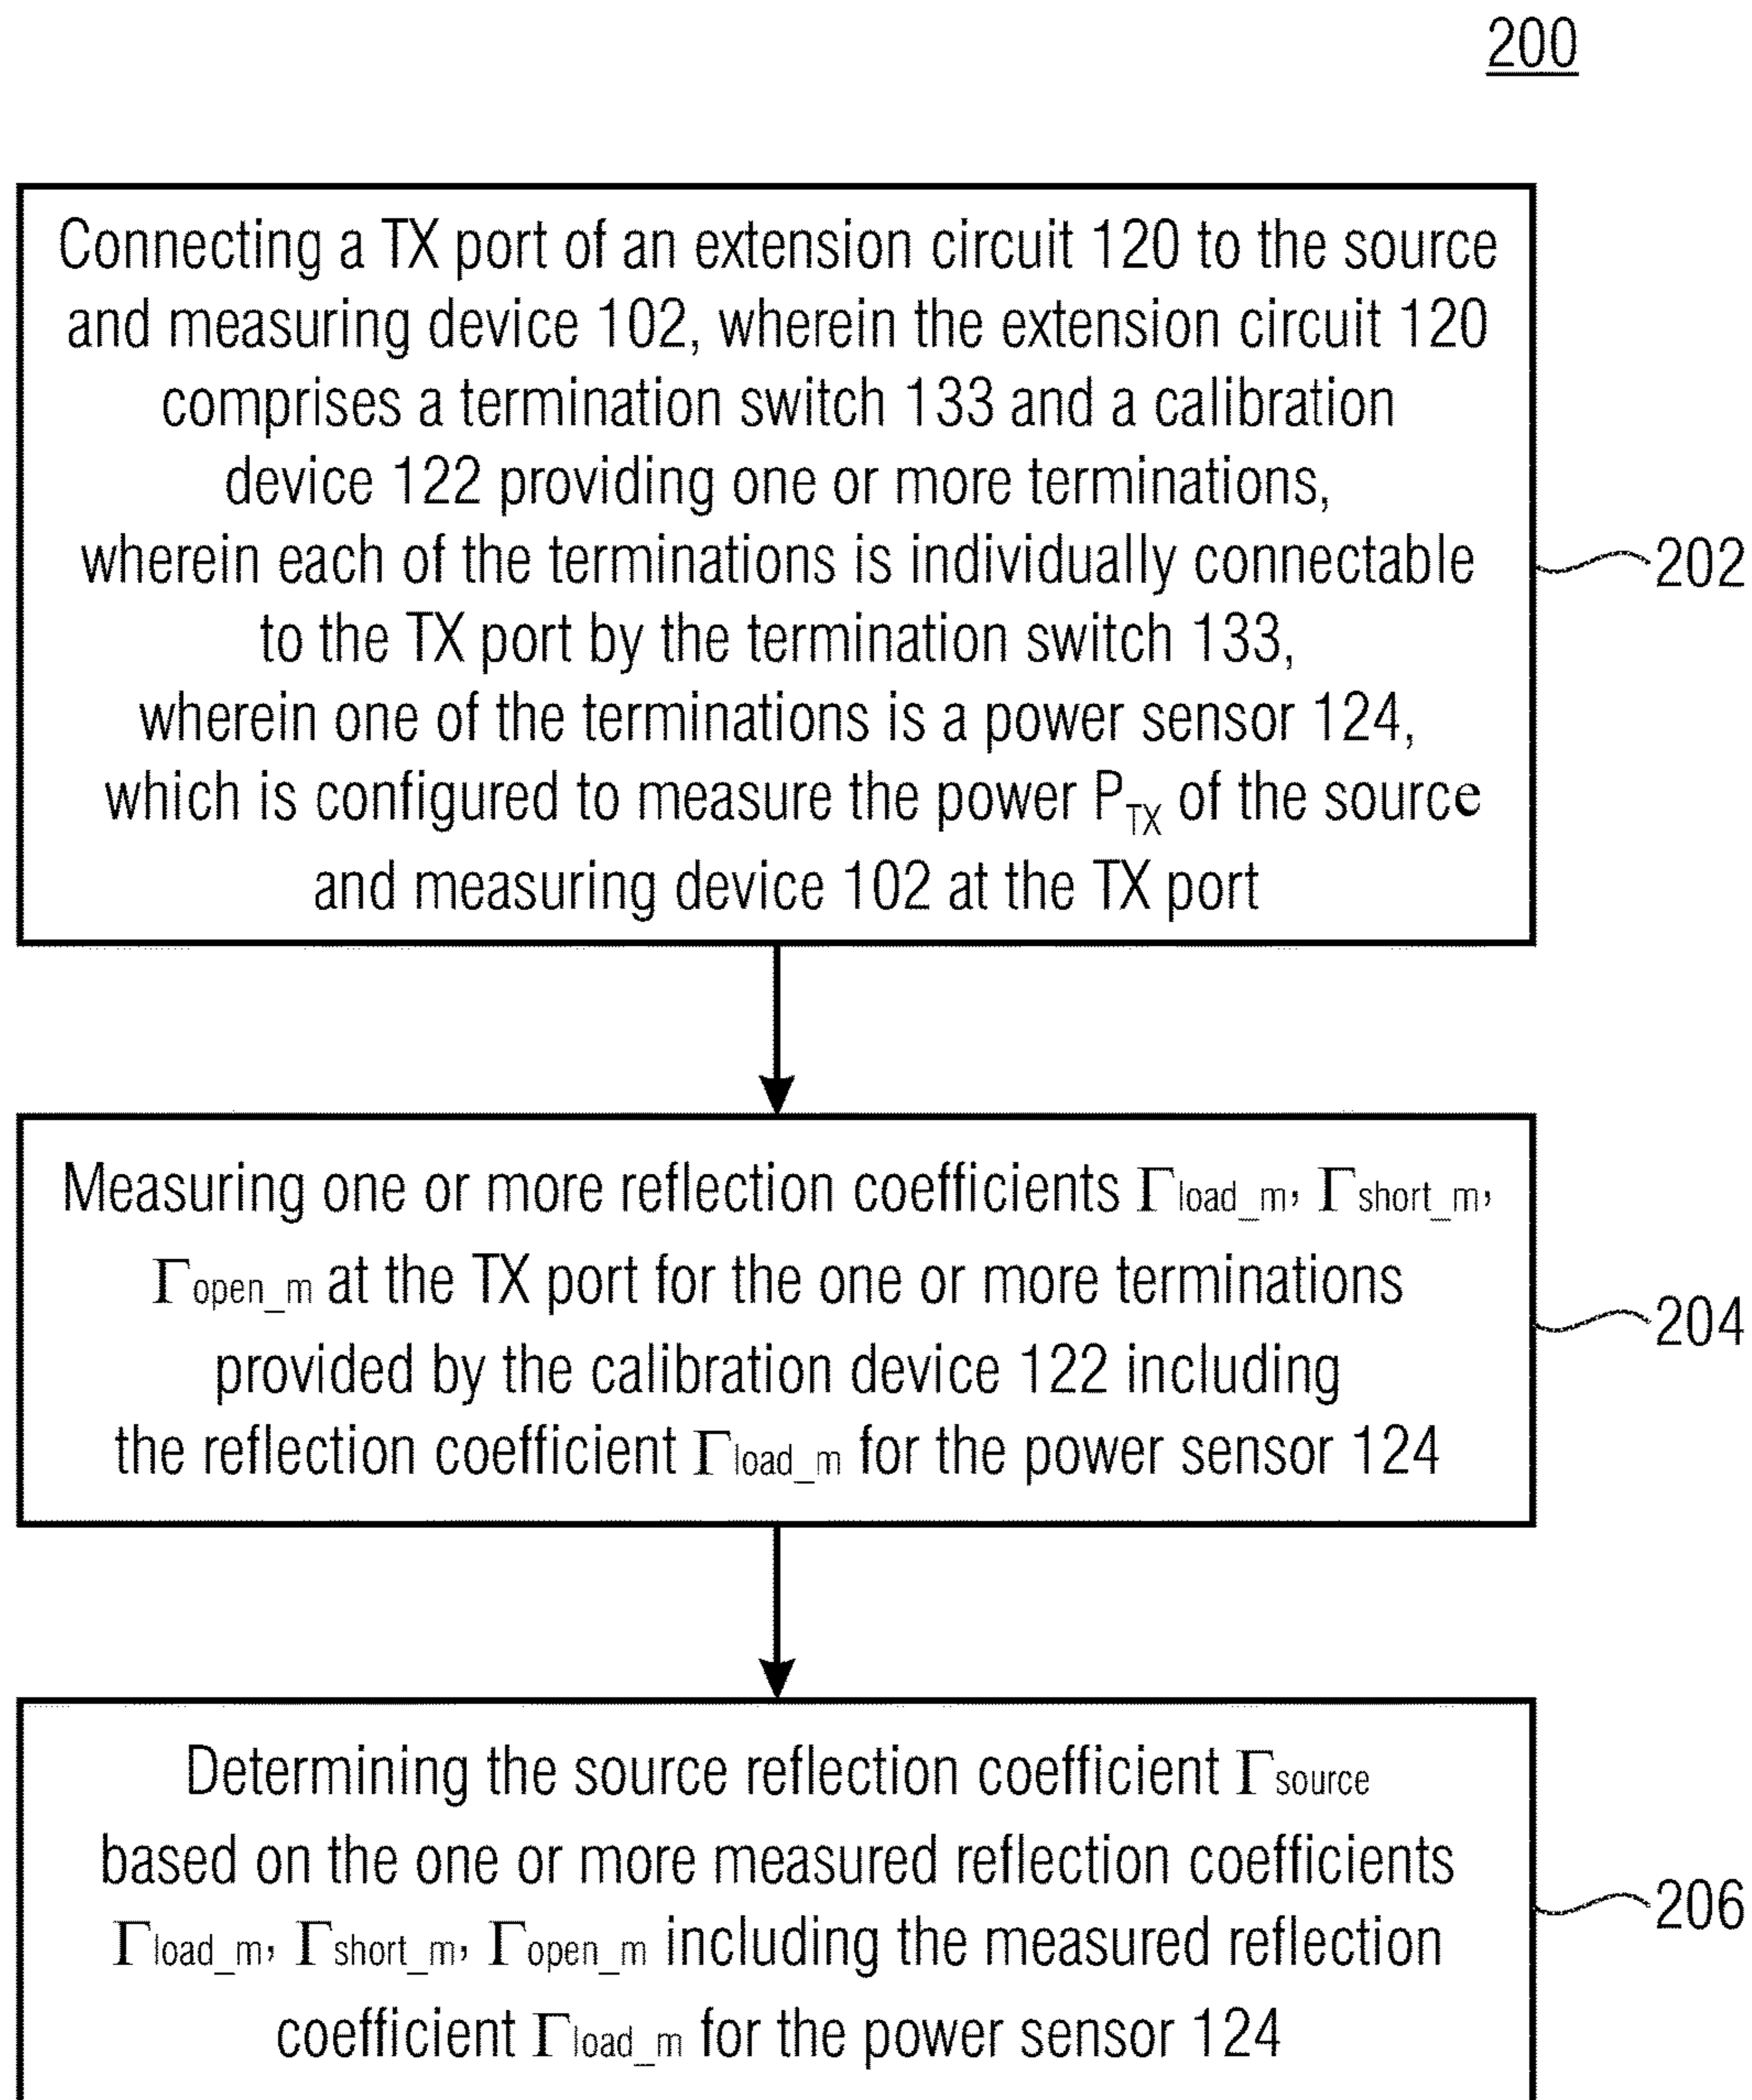 200
Connecting a TX port of an extension circuit 120 to the source
and measuring device 102, wherein the extension circuit 120
comprises a termination switch 133 and a calibration
device 122 providing one or more terminations,
wherein each of the terminations is individually connectable
to the TX port by the termination switch 133,
wherein one of the terminations is a power sensor 124,
which is configured to measure the power P_TX of the source
and measuring device 102 at the TX port
202
Measuring one or more reflection coefficients Γload_m, Γshort_m,
Γopen_m at the TX port for the one or more terminations
provided by the calibration device 122 including
the reflection coefficient Γload_m for the power sensor 124
204
Determining the source reflection coefficient Γsource
based on the one or more measured reflection coefficients
Γload_m, Γshort_m, Γopen_m including the measured reflection
coefficient Γload_m for the power sensor 124
206